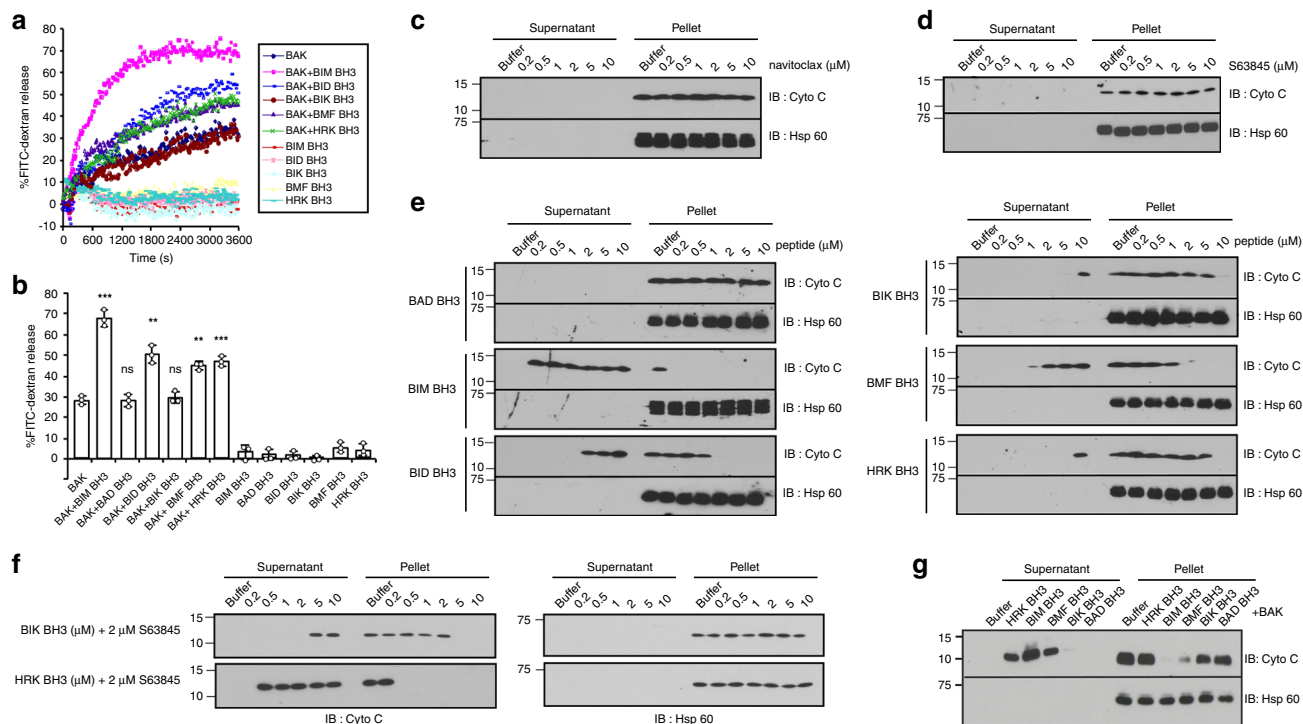 a
%FITC-dextran release
80
70
60
50
40
30
20
10
0
-10
0 600 1200 1800 2400 3000 3600
Time (s)
BAK
BAK+BIM BH3
BAK+BID BH3
BAK+BIK BH3
BAK+BMF BH3
BAK+HRK BH3
BIM BH3
BID BH3
BIK BH3
BMF BH3
HRK BH3
b
%FITC-dextran release
80
70
60
50
40
30
20
10
0
*** ns ** ns ** ***
BAK
BAK+BIM BH3
BAK+BAD BH3
BAK+BID BH3
BAK+BIK BH3
BAK+ BMF BH3
BAK+ HRK BH3
BIM BH3
BAD BH3
BID BH3
BIK BH3
BMF BH3
HRK BH3
c
Supernatant Pellet
Buffer 0.2 0.5 1 2 5 10 Buffer 0.2 0.5 1 2 5 10 navitoclax (μM)
15
10
IB : Cyto C
75
IB : Hsp 60
d
Supernatant Pellet
Buffer 0.2 0.5 1 2 5 10 Buffer 0.2 0.5 1 2 5 10 S63845 (μM)
15
10
IB : Cyto C
75
IB : Hsp 60
e
Supernatant Pellet
Buffer 0.2 0.5 1 2 5 10 Buffer 0.2 0.5 1 2 5 10 peptide (μM)
BAD BH3
15
10
IB : Cyto C
75
IB : Hsp 60
BIM BH3
15
10
IB : Cyto C
75
IB : Hsp 60
BID BH3
15
10
IB : Cyto C
75
IB : Hsp 60
Supernatant Pellet
Buffer 0.2 0.5 1 2 5 10 Buffer 0.2 0.5 1 2 5 10 peptide (μM)
BIK BH3
15
10
IB : Cyto C
75
IB : Hsp 60
BMF BH3
15
10
IB : Cyto C
75
IB : Hsp 60
HRK BH3
15
10
IB : Cyto C
75
IB : Hsp 60
f
Supernatant Pellet
Buffer 0.2 0.5 1 2 5 10 Buffer 0.2 0.5 1 2 5 10
BIK BH3 (μM) + 2 μM S63845
15
10
HRK BH3 (μM) + 2 μM S63845
15
10
IB : Cyto C
Supernatant Pellet
Buffer 0.2 0.5 1 2 5 10 Buffer 0.2 0.5 1 2 5 10
75
75
IB : Hsp 60
g
Supernatant Pellet
Buffer HRK BH3 BIM BH3 BMF BH3 BIK BH3 BAD BH3 Buffer HRK BH3 BIM BH3 BMF BH3 BIK BH3 BAD BH3 +BAK
15
10
IB: Cyto C
75
IB: Hsp 60